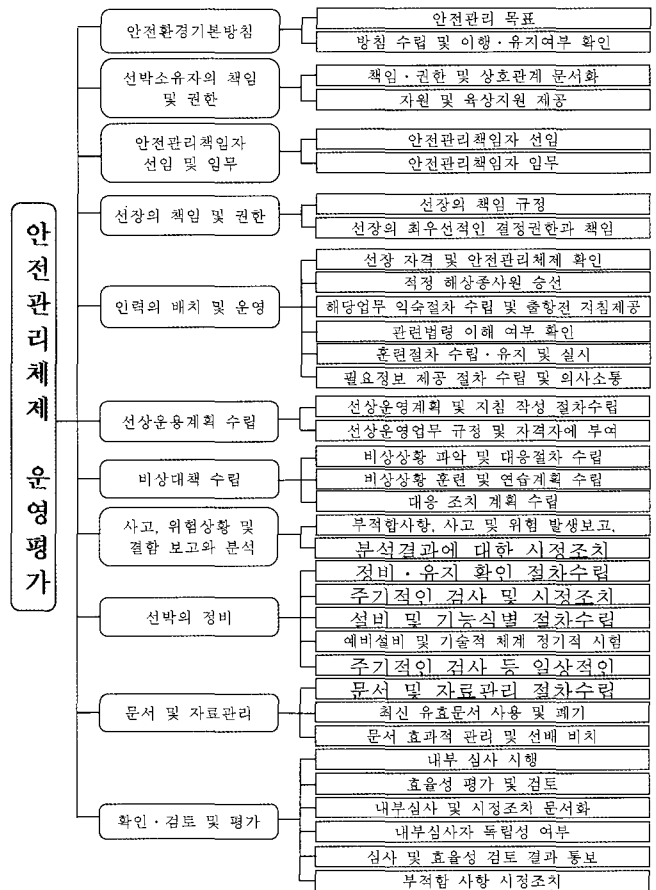 안전관리체제 운영평가
안전환경기본방침
안전관리 목표
방침 수립 및 이행·유지여부 확인
선박소유자의 책임
및 권한
책임·권한 및 상호관계 문서화
자원 및 육상지원 제공
안전관리책임자
선임 및 임무
안전관리책임자 선임
안전관리책임자 임무
선장의 책임 및 권한
선장의 책임 규정
선장의 최우선적인 결정권한과 책임
인력의 배치 및 운영
선장 자격 및 안전관리체제 확인
적정 해상종사원 승선
해당업무 익숙절차 수립 및 출항전 지침제공
관련법령 이해 여부 확인
훈련절차 수립·유지 및 실시
필요정보 제공 절차 수립 및 의사소통
선상운용계획 수립
선상운영계획 및 지침 작성 절차수립
선상운영업무 규정 및 자격자에 부여
비상대책 수립
비상상황 파악 및 대응절차 수립
비상상황 훈련 및 연습계획 수립
대응 조치 계획 수립
사고, 위험상황 및
결함 보고와 분석
부적합사항, 사고 및 위험 발생보고,
분석결과에 대한 시정조치
선박의 정비
정비·유지 확인 절차수립
주기적인 검사 및 시정조치
설비 및 기능식별 절차수립
예비설비 및 기술적 체계 정기적 시험
주기적인 검사 등 일상적인
문서 및 자료관리
문서 및 자료관리 절차수립
최신 유효문서 사용 및 폐기
문서 효과적 관리 및 선배 비치
확인·검토 및 평가
내부 심사 시행
효율성 평가 및 검토
내부심사 및 시정조치 문서화
내부심사자 독립성 여부
심사 및 효율성 검토 결과 통보
부적합 사항 시정조치